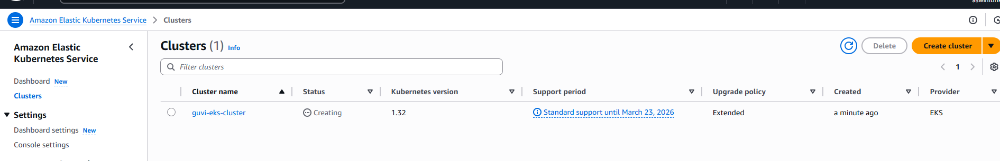 Amazon Elastic Kubernetes Service > Clusters
Amazon Elastic
Kubernetes Service
Dashboard New
Clusters
Settings
Dashboard settings New
Console settings
Clusters (1) Info
Delete
Create cluster
Filter clusters
1
Cluster name Status Kubernetes version Support period Upgrade policy Created Provider
guvi-eks-cluster Creating 1.32 Standard support until March 23, 2026 Extended a minute ago EKS